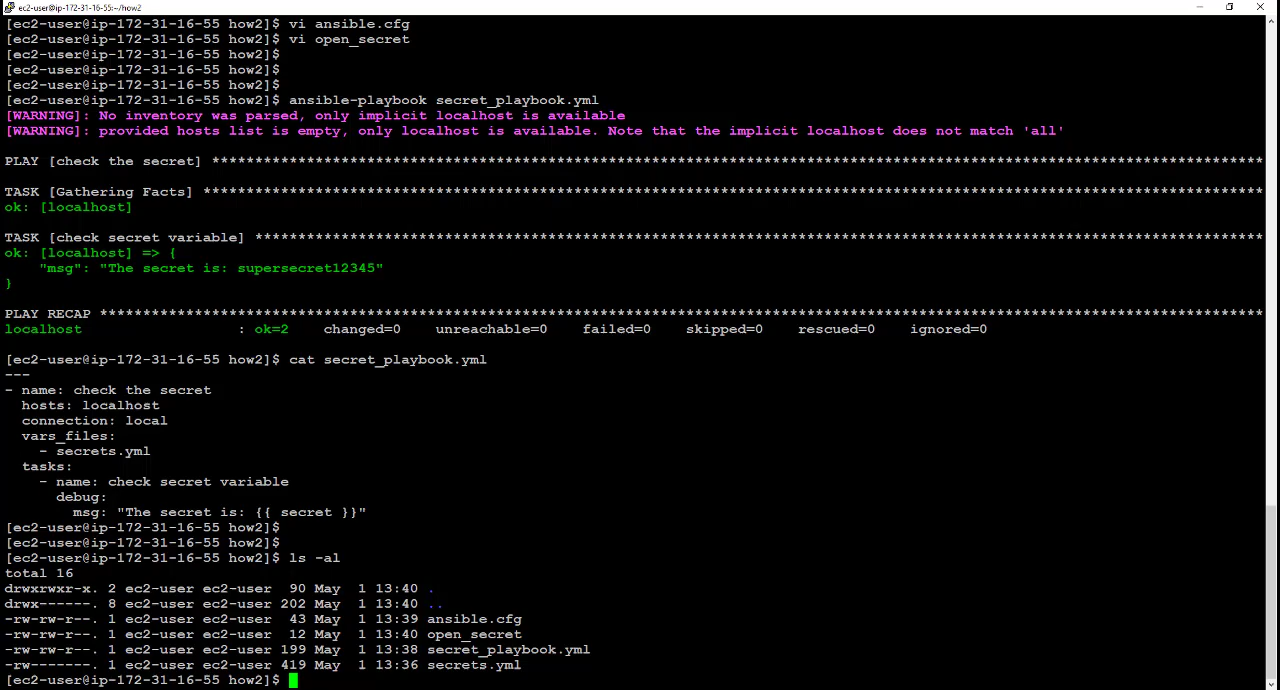 ec2-user@ip-172-31-16-55:~/how2
[ec2-user@ip-172-31-16-55 how2]$ vi ansible.cfg
[ec2-user@ip-172-31-16-55 how2]$ vi open_secret
[ec2-user@ip-172-31-16-55 how2]$
[ec2-user@ip-172-31-16-55 how2]$
[ec2-user@ip-172-31-16-55 how2]$
[ec2-user@ip-172-31-16-55 how2]$ ansible-playbook secret_playbook.yml
[WARNING]: No inventory was parsed, only implicit localhost is available
[WARNING]: provided hosts list is empty, only localhost is available. Note that the implicit localhost does not match 'all'
PLAY [check the secret] **************************************************************************************************************************
TASK [Gathering Facts] ***************************************************************************************************************************
ok: [localhost]
TASK [check secret variable] *********************************************************************************************************************
ok: [localhost] => {
    "msg": "The secret is: supersecret12345"
}
PLAY RECAP ***************************************************************************************************************************************
localhost                  : ok=2    changed=0    unreachable=0    failed=0    skipped=0    rescued=0    ignored=0
[ec2-user@ip-172-31-16-55 how2]$ cat secret_playbook.yml
---
- name: check the secret
  hosts: localhost
  connection: local
  vars_files:
    - secrets.yml
  tasks:
    - name: check secret variable
      debug:
        msg: "The secret is: {{ secret }}"
[ec2-user@ip-172-31-16-55 how2]$
[ec2-user@ip-172-31-16-55 how2]$
[ec2-user@ip-172-31-16-55 how2]$ ls -al
total 16
drwxrwxr-x. 2 ec2-user ec2-user  90 May  1 13:40 .
drwx------. 8 ec2-user ec2-user 202 May  1 13:40 ..
-rw-rw-r--. 1 ec2-user ec2-user  43 May  1 13:39 ansible.cfg
-rw-rw-r--. 1 ec2-user ec2-user  12 May  1 13:40 open_secret
-rw-rw-r--. 1 ec2-user ec2-user 199 May  1 13:38 secret_playbook.yml
-rw-------. 1 ec2-user ec2-user 419 May  1 13:36 secrets.yml
[ec2-user@ip-172-31-16-55 how2]$